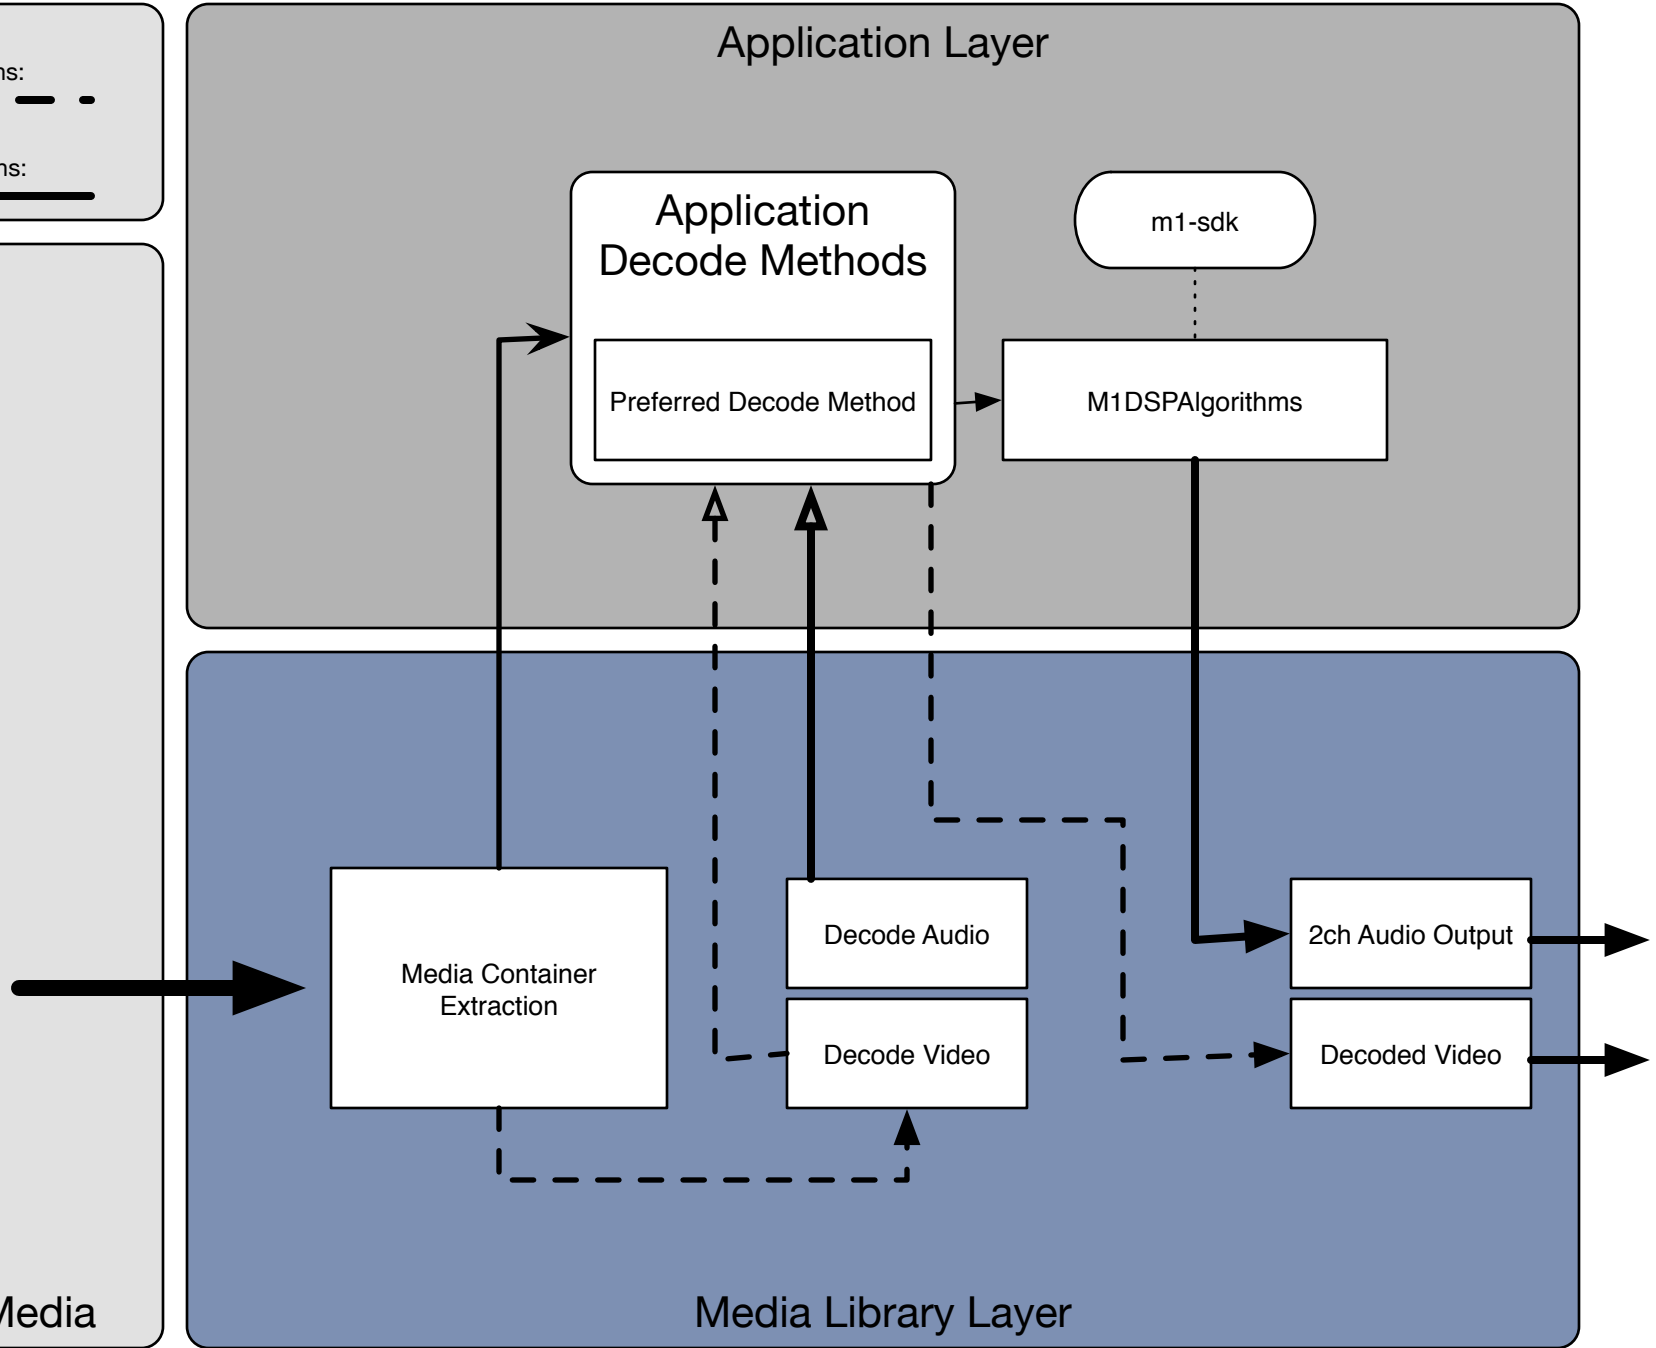 ns:
ns:
Application Layer
Application
Decode Methods
m1-sdk
Preferred Decode Method
M1DSPAlgorithms
Decode Audio
2ch Audio Output
Media Container
Extraction
Decode Video
Decoded Video
Media
Media Library Layer